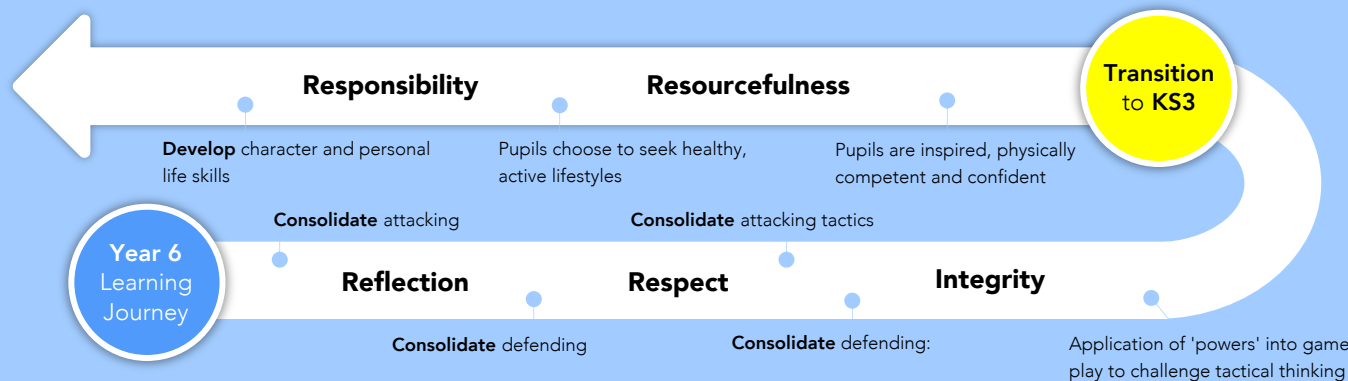 Responsibility
Resourcefulness
Transition
to KS3
Develop character and personal
life skills
Pupils choose to seek healthy,
active lifestyles
Pupils are inspired, physically
competent and confident
Consolidate attacking
Consolidate attacking tactics
Year 6
Learning
Journey
Reflection
Respect
Integrity
Consolidate defending
Consolidate defending:
Application of 'powers' into game
play to challenge tactical thinking